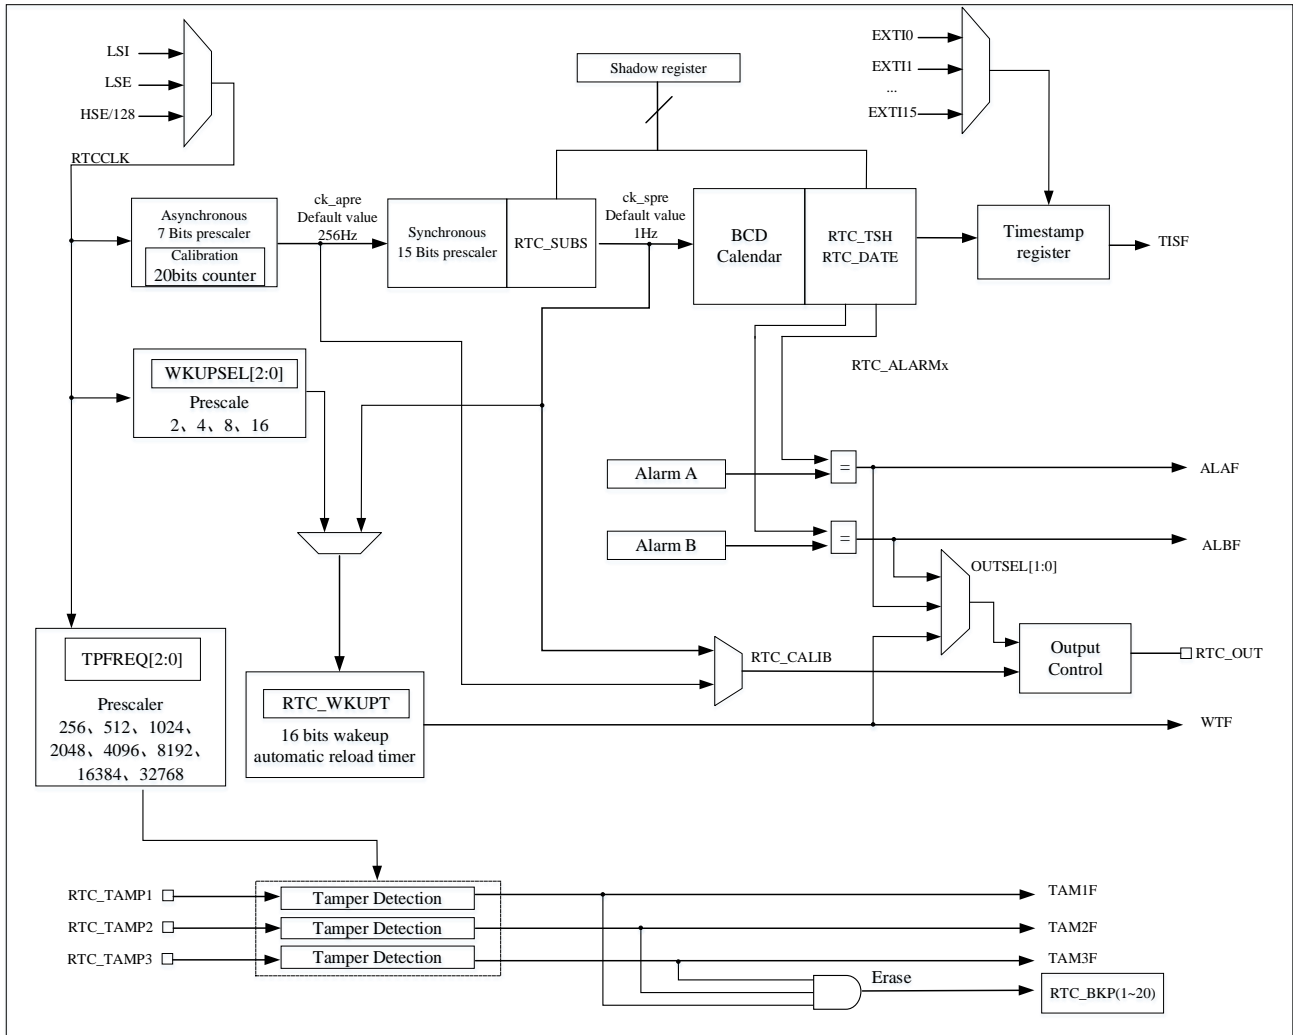 LSI
LSE
HSE/128
RTCCLK
Shadow register
EXTI0
EXTI1
...
EXTI15
Asynchronous
7 Bits prescaler
Calibration
20bits counter
ck_apre
Default value
256Hz
Synchronous
15 Bits prescaler
RTC_SUBS
ck_spre
Default value
1Hz
BCD
Calendar
RTC_TSH
RTC_DATE
Timestamp
register
TISF
WKUPSEL[2:0]
Prescale
2、4、8、16
RTC_ALARMx
Alarm A
=
ALAF
Alarm B
=
ALBF
OUTSEL[1:0]
TPFREQ[2:0]
Prescaler
256、512、1024、
2048、4096、8192、
16384、32768
RTC_WKUPT
16 bits wakeup
automatic reload timer
RTC_CALIB
Output
Control
RTC_OUT
WTF
RTC_TAMP1
Tamper Detection
TAM1F
RTC_TAMP2
Tamper Detection
TAM2F
RTC_TAMP3
Tamper Detection
TAM3F
Erase
RTC_BKP(1~20)